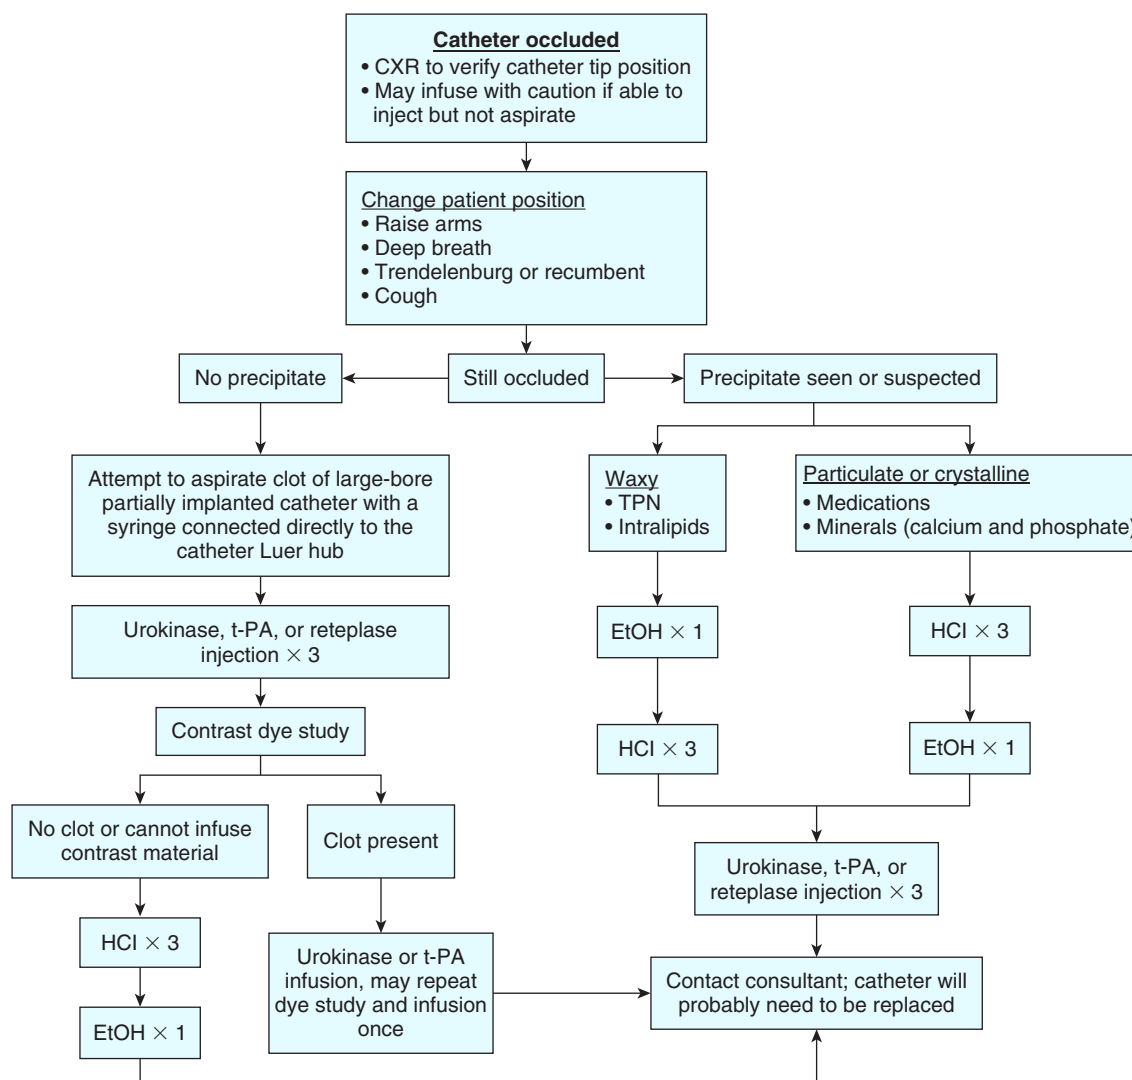 Catheter occluded
• CXR to verify catheter tip position
• May infuse with caution if able to
inject but not aspirate
Change patient position
• Raise arms
• Deep breath
• Trendelenburg or recumbent
• Cough
No precipitate
Still occluded
Precipitate seen or suspected
Attempt to aspirate clot of large-bore
partially implanted catheter with a
syringe connected directly to the
catheter Luer hub
Waxy
• TPN
• Intralipids
Particulate or crystalline
• Medications
• Minerals (calcium and phosphate)
Urokinase, t-PA, or reteplase
injection × 3
EtOH × 1
HCl × 3
Contrast dye study
HCl × 3
EtOH × 1
No clot or cannot infuse
contrast material
Clot present
Urokinase, t-PA, or
reteplase injection × 3
HCl × 3
Urokinase or t-PA
infusion, may repeat
dye study and infusion
once
Contact consultant; catheter will
probably need to be replaced
EtOH × 1